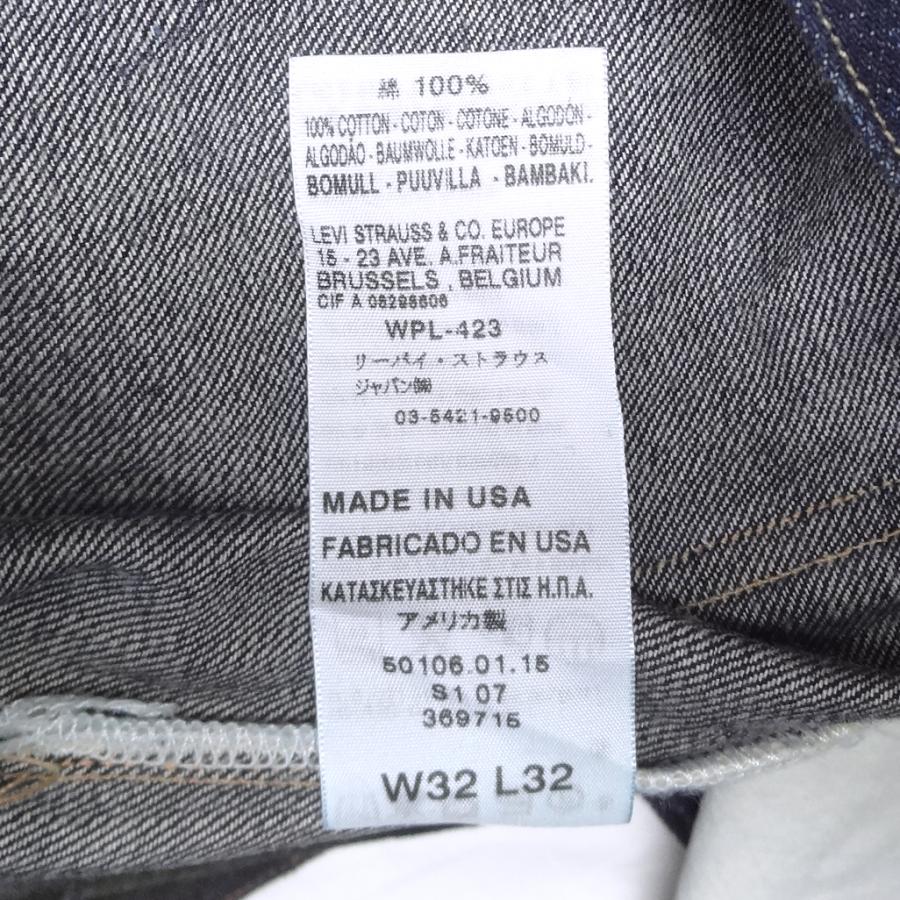 綿 100%
100% COTTON - COTON - COTONE - ALGODÓN -
ALGODÃO - BAUMWOLLE - KATOEN - BOMULD -
BOMULL - PUUVILLA - BAMBAKI.
LEVI STRAUSS & CO. EUROPE
15 - 23 AVE. A.FRAITEUR
BRUSSELS , BELGIUM
CIF A 08296606
WPL-423
リーバイ・ストラウス
ジャパン㈱
03-5421-9500
MADE IN USA
FABRICADO EN USA
ΚΑΤΑΣΚΕΥΑΣΤΗΚΕ ΣΤΙΣ Η.Π.Α.
アメリカ製
50106.01.15
S1 07
369715
W32 L32